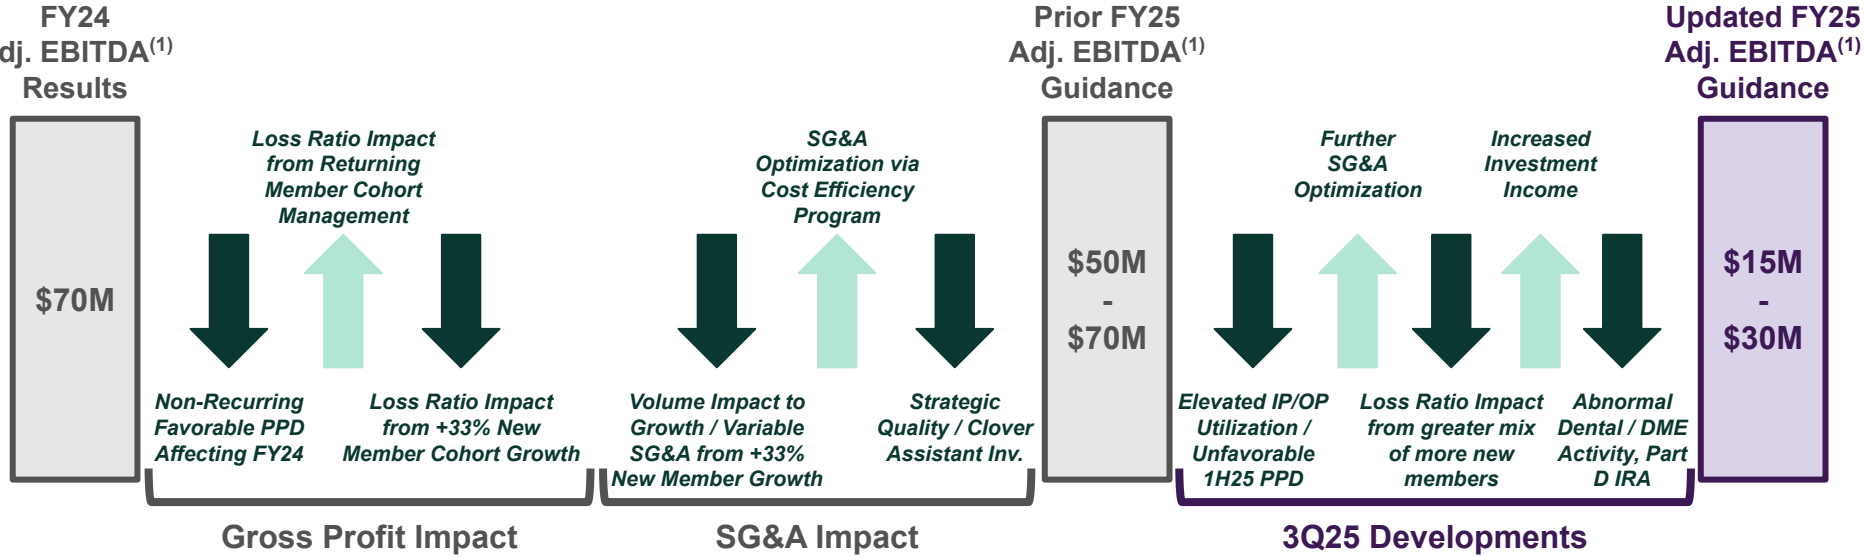 FY24
dj. EBITDA(1)
Results
$70M
Loss Ratio Impact
from Returning
Member Cohort
Management
Non-Recurring
Favorable PPD
Affecting FY24
Loss Ratio Impact
from +33% New
Member Cohort Growth
Gross Profit Impact
SG&A
Optimization via
Cost Efficiency
Program
Volume Impact to
Growth / Variable
SG&A from +33%
New Member Growth
Strategic
Quality / Clover
Assistant Inv.
SG&A Impact
Prior FY25
Adj. EBITDA(1)
Guidance
$50M
-
$70M
Further
SG&A
Optimization
Increased
Investment
Income
Elevated IP/OP
Utilization /
Unfavorable
1H25 PPD
Loss Ratio Impact
from greater mix
of more new
members
Abnormal
Dental / DME
Activity, Part
D IRA
3Q25 Developments
Updated FY25
Adj. EBITDA(1)
Guidance
$15M
-
$30M